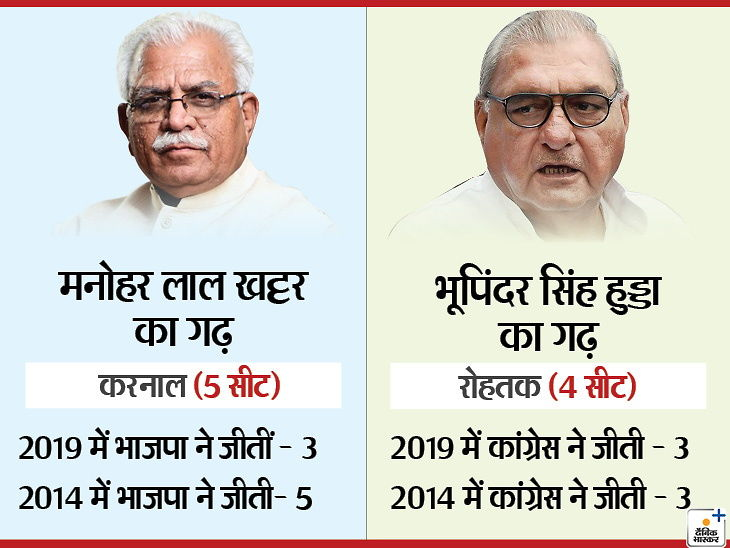 मनोहर लाल खट्टर
का गढ़
करनाल (5 सीट)
2019 में भाजपा ने जीतीं - 3
2014 में भाजपा ने जीती- 5
भूपिंदर सिंह हुड्डा
का गढ़
रोहतक (4 सीट)
2019 में कांग्रेस ने जीती - 3
2014 में कांग्रेस ने जीती - 3
दैनिक
भास्कर